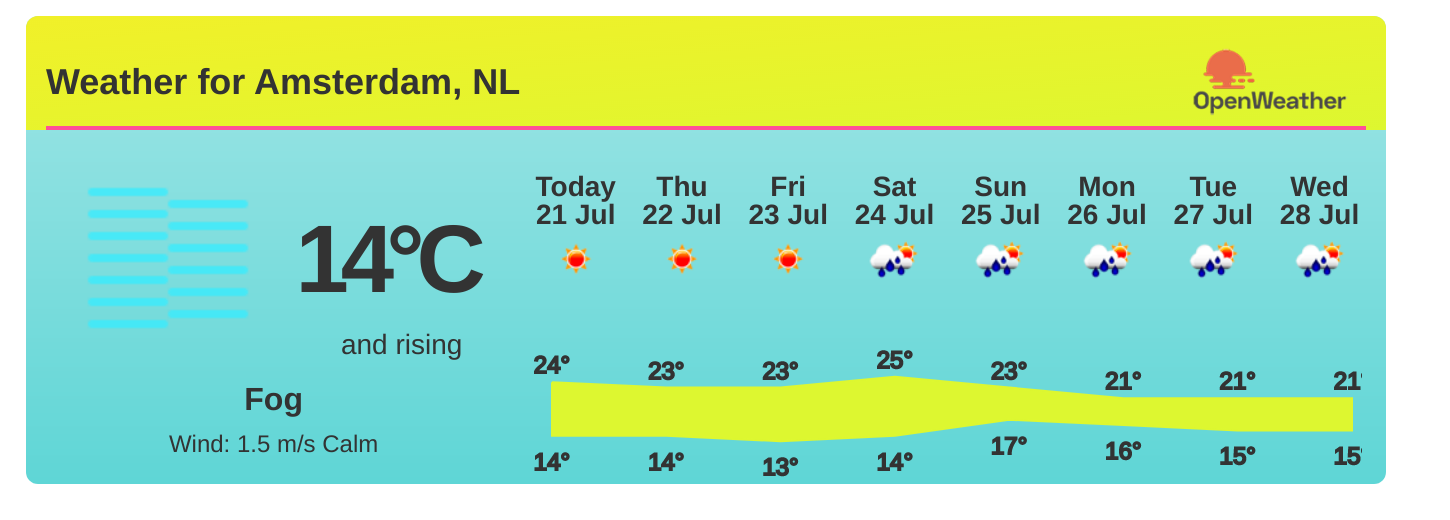 Weather for Amsterdam, NL
OpenWeather
14°C
and rising
Fog
Wind: 1.5 m/s Calm
Today Thu Fri Sat Sun Mon Tue Wed
21 Jul 22 Jul 23 Jul 24 Jul 25 Jul 26 Jul 27 Jul 28 Jul
24° 23° 23° 25° 23° 21° 21° 21°
14° 14° 13° 14° 17° 16° 15° 15°